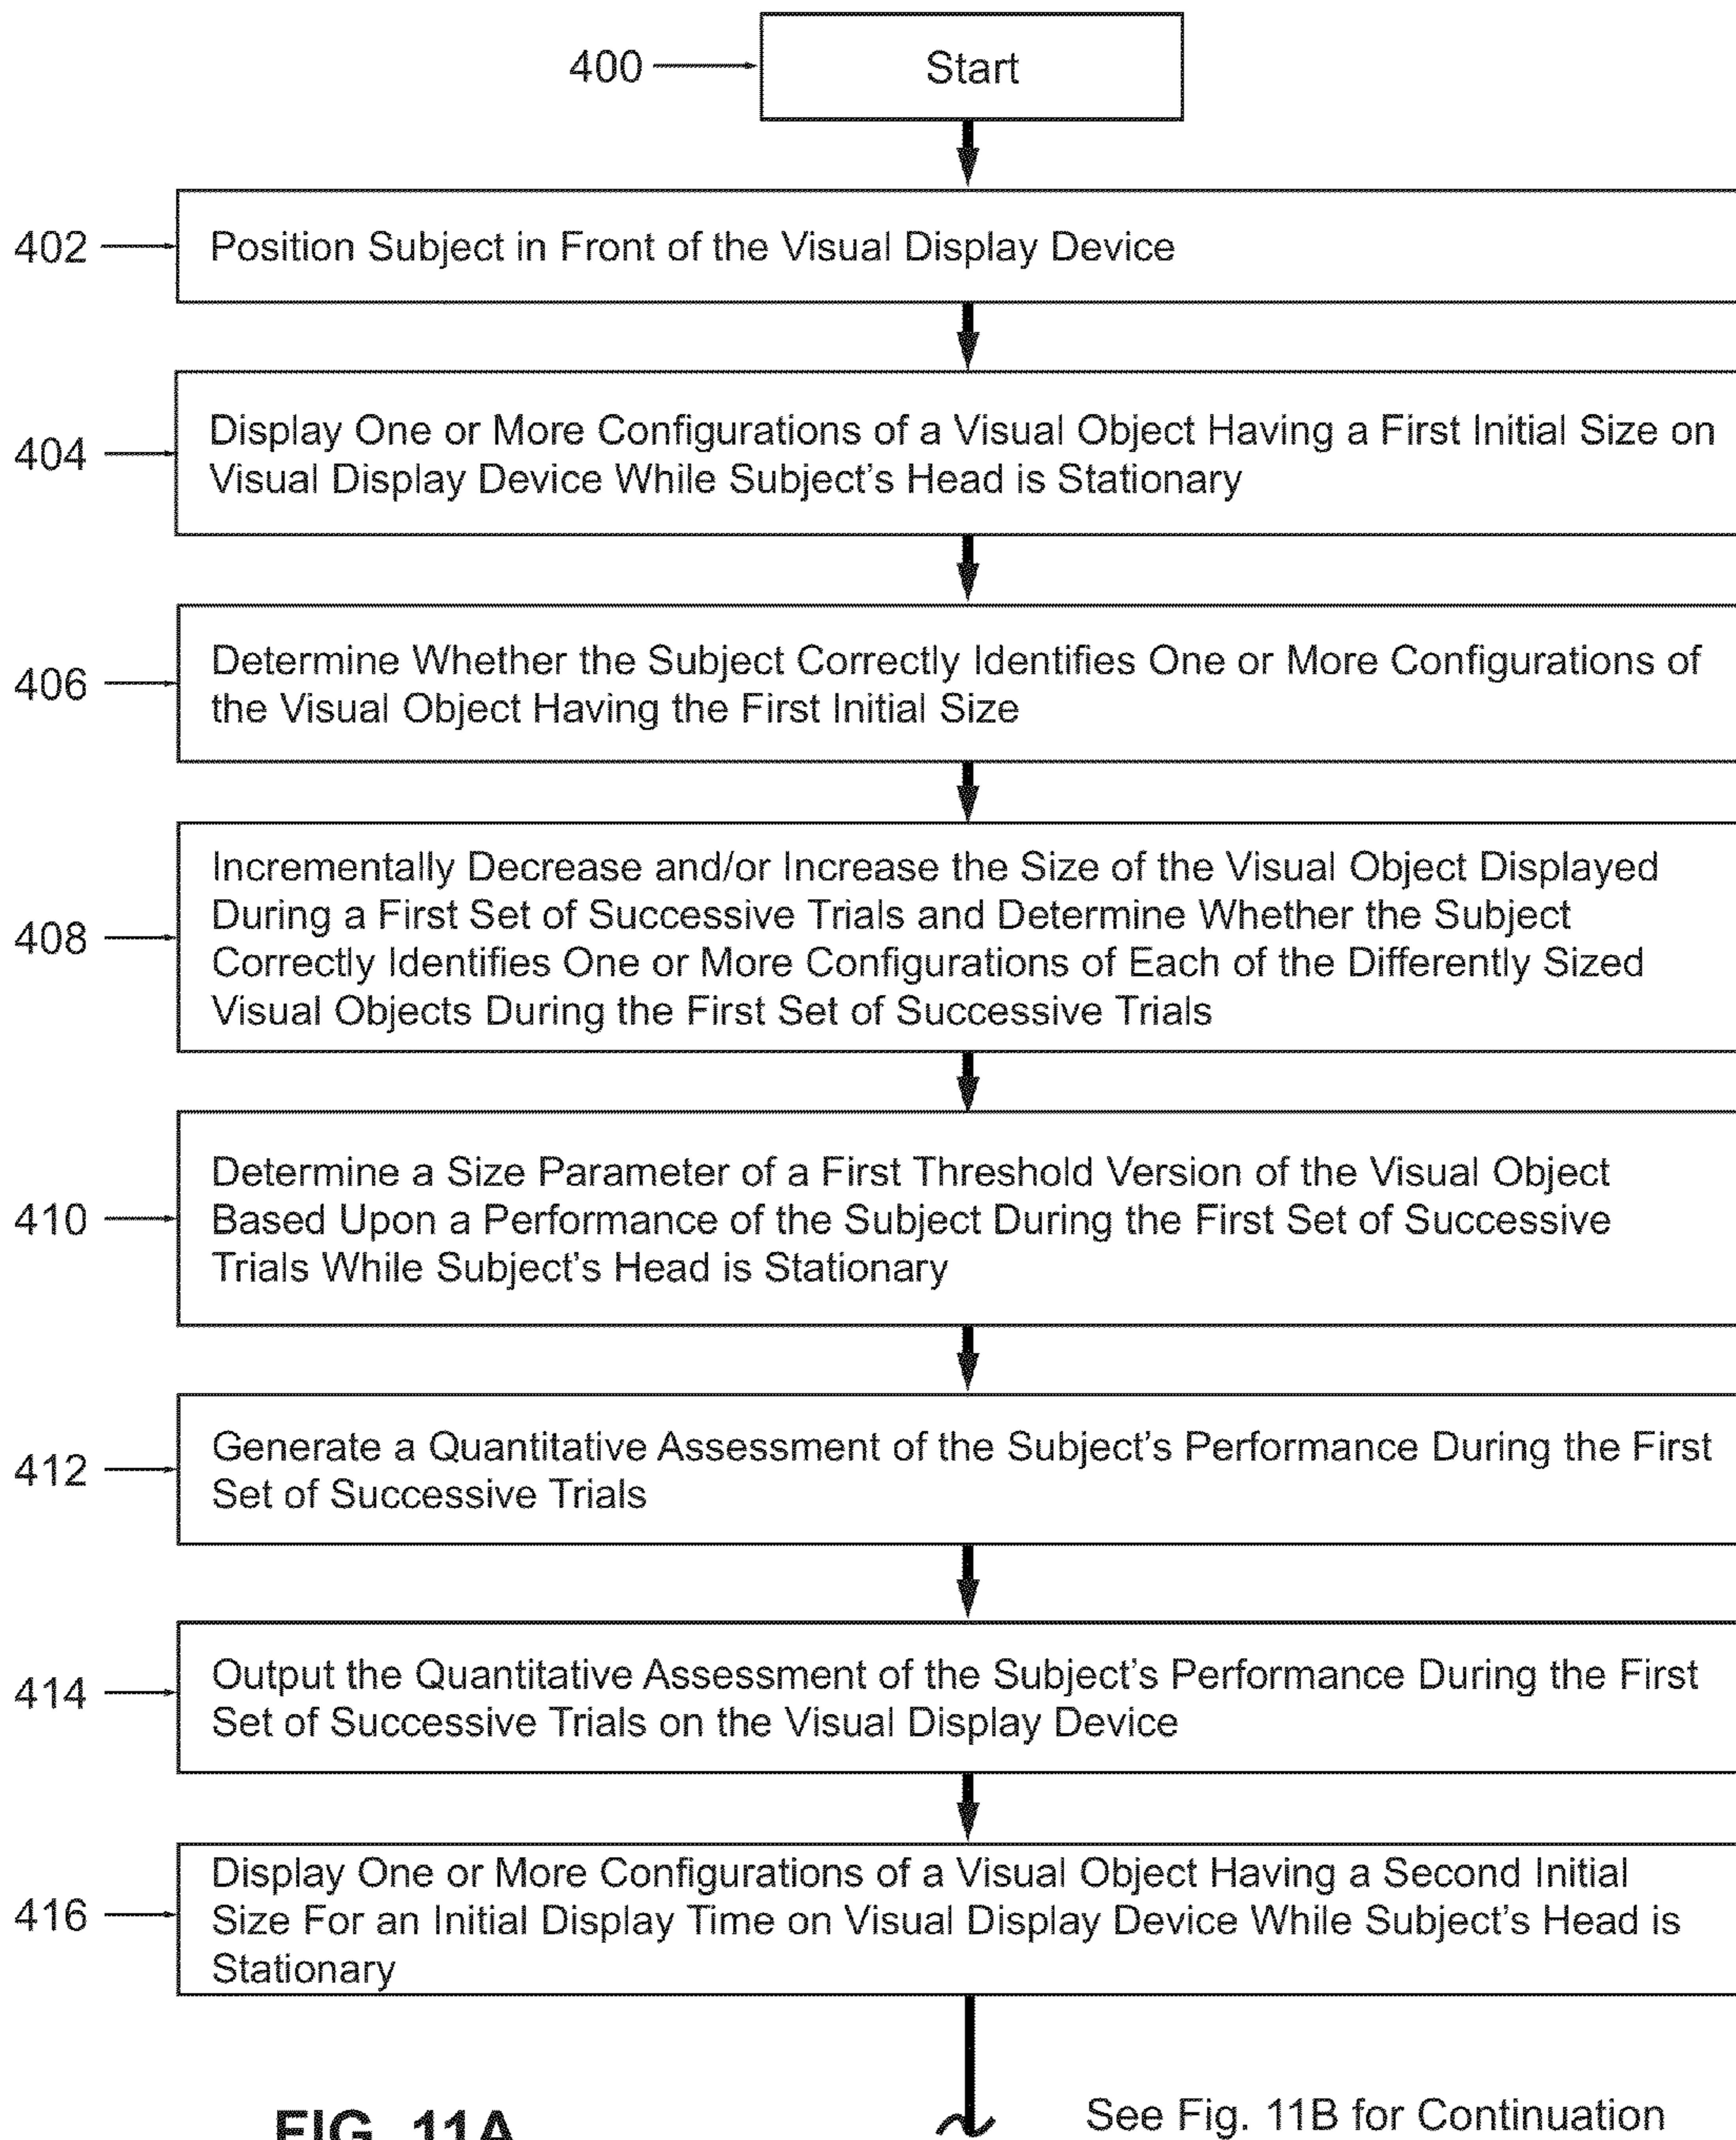 400
Start
402
Position Subject in Front of the Visual Display Device
404
Display One or More Configurations of a Visual Object Having a First Initial Size on
Visual Display Device While Subject's Head is Stationary
406
Determine Whether the Subject Correctly Identifies One or More Configurations of
the Visual Object Having the First Initial Size
408
Incrementally Decrease and/or Increase the Size of the Visual Object Displayed
During a First Set of Successive Trials and Determine Whether the Subject
Correctly Identifies One or More Configurations of Each of the Differently Sized
Visual Objects During the First Set of Successive Trials
410
Determine a Size Parameter of a First Threshold Version of the Visual Object
Based Upon a Performance of the Subject During the First Set of Successive
Trials While Subject's Head is Stationary
412
Generate a Quantitative Assessment of the Subject's Performance During the First
Set of Successive Trials
414
Output the Quantitative Assessment of the Subject's Performance During the First
Set of Successive Trials on the Visual Display Device
416
Display One or More Configurations of a Visual Object Having a Second Initial
Size For an Initial Display Time on Visual Display Device While Subject's Head is
Stationary
FIG. 11A
See Fig. 11B for Continuation